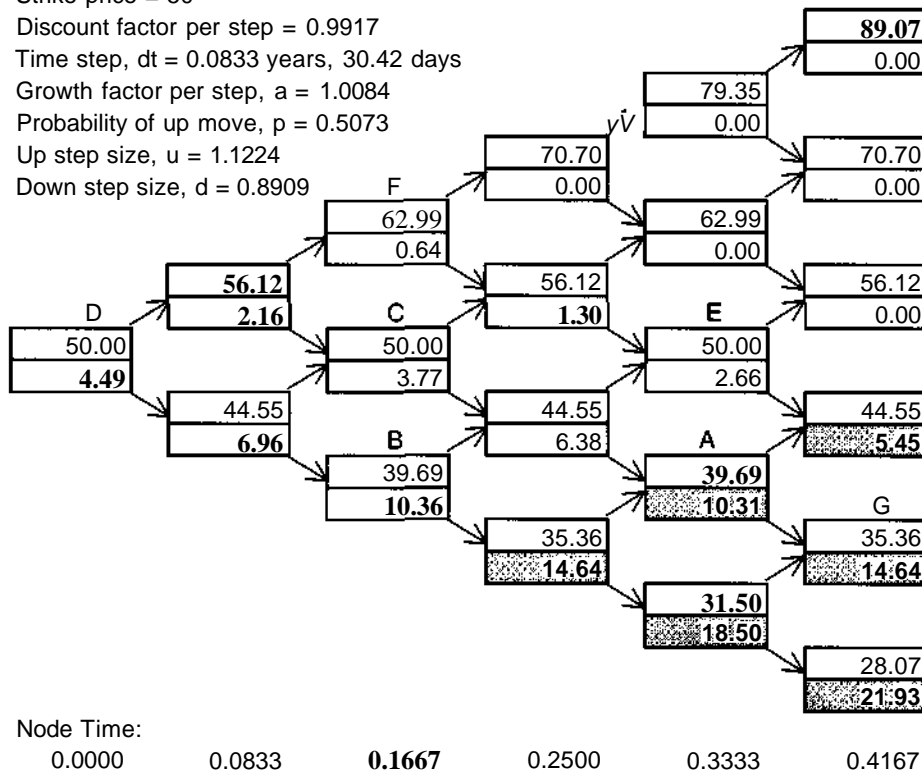 Discount factor per step = 0.9917
Time step, dt = 0.0833 years, 30.42 days
Growth factor per step, a = 1.0084
Probability of up move, p = 0.5073
Up step size, u = 1.1224
Down step size, d = 0.8909
89.07
0.00
79.35
0.00
70.70
0.00
70.70
0.00
F
62.99
0.64
62.99
0.00
56.12
2.16
56.12
1.30
56.12
0.00
D
50.00
4.49
C
50.00
3.77
E
50.00
2.66
44.55
6.96
44.55
6.38
44.55
5.45
B
39.69
10.36
A
39.69
10.31
35.36
14.64
G
35.36
14.64
31.50
18.50
28.07
21.93
Node Time:
0.0000 0.0833 0.1667 0.2500 0.3333 0.4167